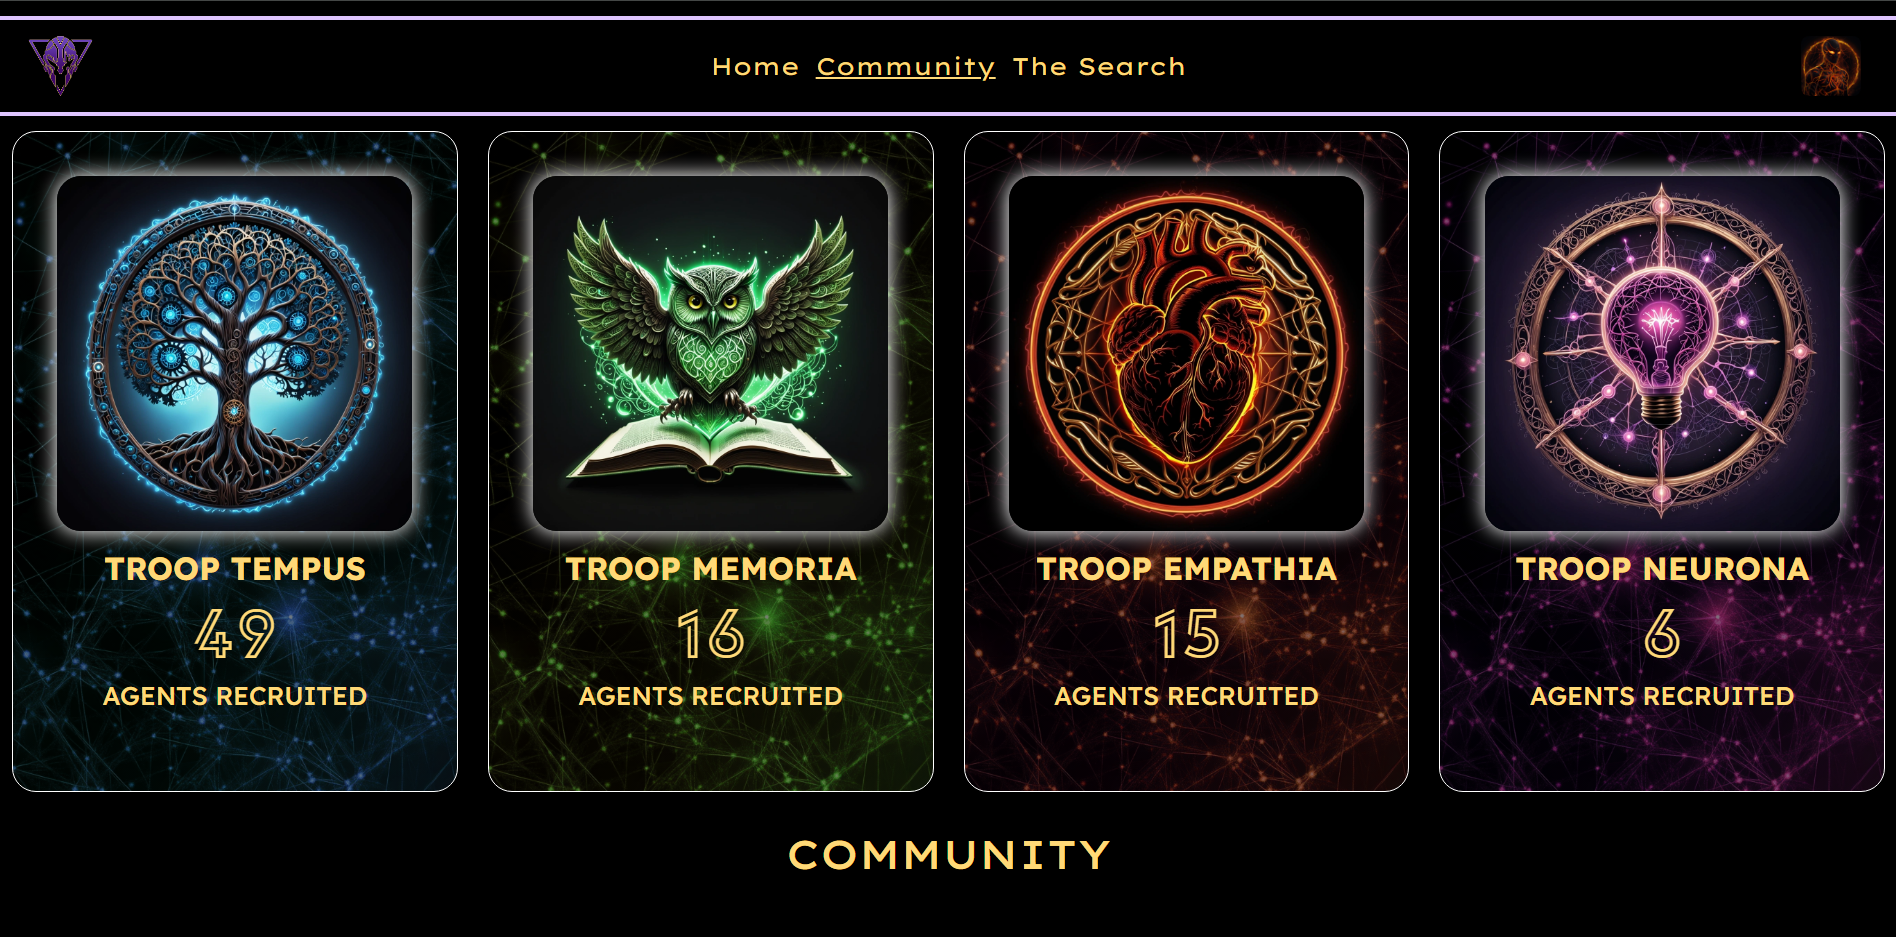 Home Community The Search
TROOP TEMPUS
49
AGENTS RECRUITED
TROOP MEMORIA
16
AGENTS RECRUITED
TROOP EMPATHIA
15
AGENTS RECRUITED
TROOP NEURONA
6
AGENTS RECRUITED
COMMUNITY